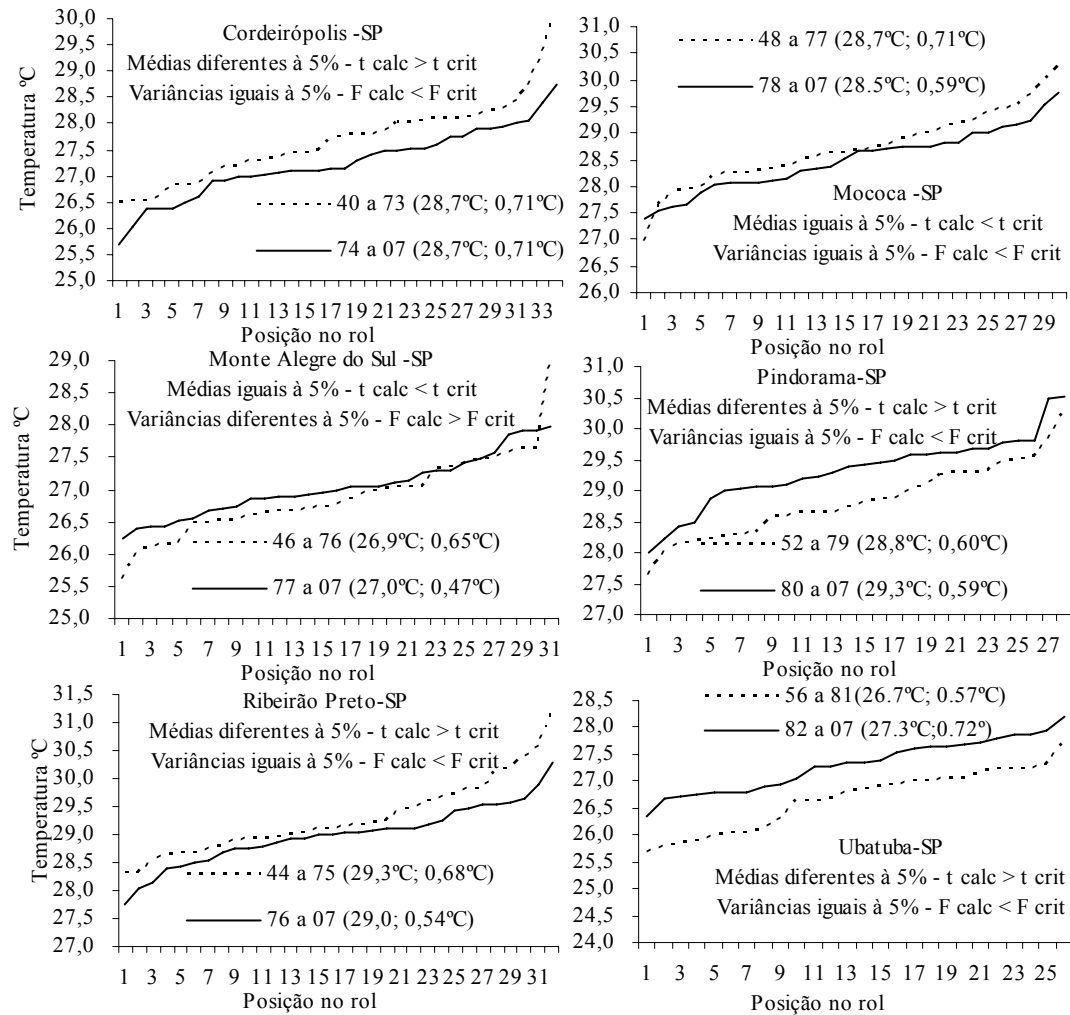 Cordeirópolis -SP
Médias diferentes à 5% - t calc > t crit
Variâncias iguais à 5% - F calc < F crit
Temperatura ºC
30,0
29,5
29,0
28,5
28,0
27,5
27,0
26,5
26,0
25,5
25,0
40 a 73 (28,7ºC; 0,71ºC)
74 a 07 (28,7ºC; 0,71ºC)
1 3 5 7 9 11 13 15 17 19 21 23 25 27 29 31 33
Posição no rol
31,0
30,5
30,0
29,5
29,0
28,5
28,0
27,5
27,0
26,5
26,0
48 a 77 (28,7ºC; 0,71ºC)
78 a 07 (28.5ºC; 0,59ºC)
Mococa -SP
Médias iguais à 5% - t calc < t crit
Variâncias iguais à 5% - F calc < F crit
1 3 5 7 9 11 13 15 17 19 21 23 25 27 29
Posição no rol
Monte Alegre do Sul -SP
Médias iguais à 5% - t calc < t crit
Variâncias diferentes à 5% - F calc > F crit
Temperatura ºC
29,0
28,5
28,0
27,5
27,0
26,5
26,0
25,5
25,0
46 a 76 (26,9ºC; 0,65ºC)
77 a 07 (27,0ºC; 0,47ºC)
1 3 5 7 9 11 13 15 17 19 21 23 25 27 29 31
Posição no rol
Pindorama-SP
Médias diferentes à 5% - t calc > t crit
Variâncias iguais à 5% - F calc < F crit
31,0
30,5
30,0
29,5
29,0
28,5
28,0
27,5
27,0
52 a 79 (28,8ºC; 0,60ºC)
80 a 07 (29,3ºC; 0,59ºC)
1 3 5 7 9 11 13 15 17 19 21 23 25 27
Posição no rol
Ribeirão Preto-SP
Médias diferentes à 5% - t calc > t crit
Variâncias iguais à 5% - F calc < F crit
Temperatura ºC
31,5
31,0
30,5
30,0
29,5
29,0
28,5
28,0
27,5
27,0
44 a 75 (29,3ºC; 0,68ºC)
76 a 07 (29,0; 0,54ºC)
1 3 5 7 9 11 13 15 17 19 21 23 25 27 29 31
Posição no rol
56 a 81(26.7ºC; 0.57ºC)
82 a 07 (27.3ºC;0.72º)
28,5
28,0
27,5
27,0
26,5
26,0
25,5
25,0
24,5
24,0
Ubatuba-SP
Médias diferentes à 5% - t calc > t crit
Variâncias iguais à 5% - F calc < F crit
1 3 5 7 9 11 13 15 17 19 21 23 25
Posição no rol